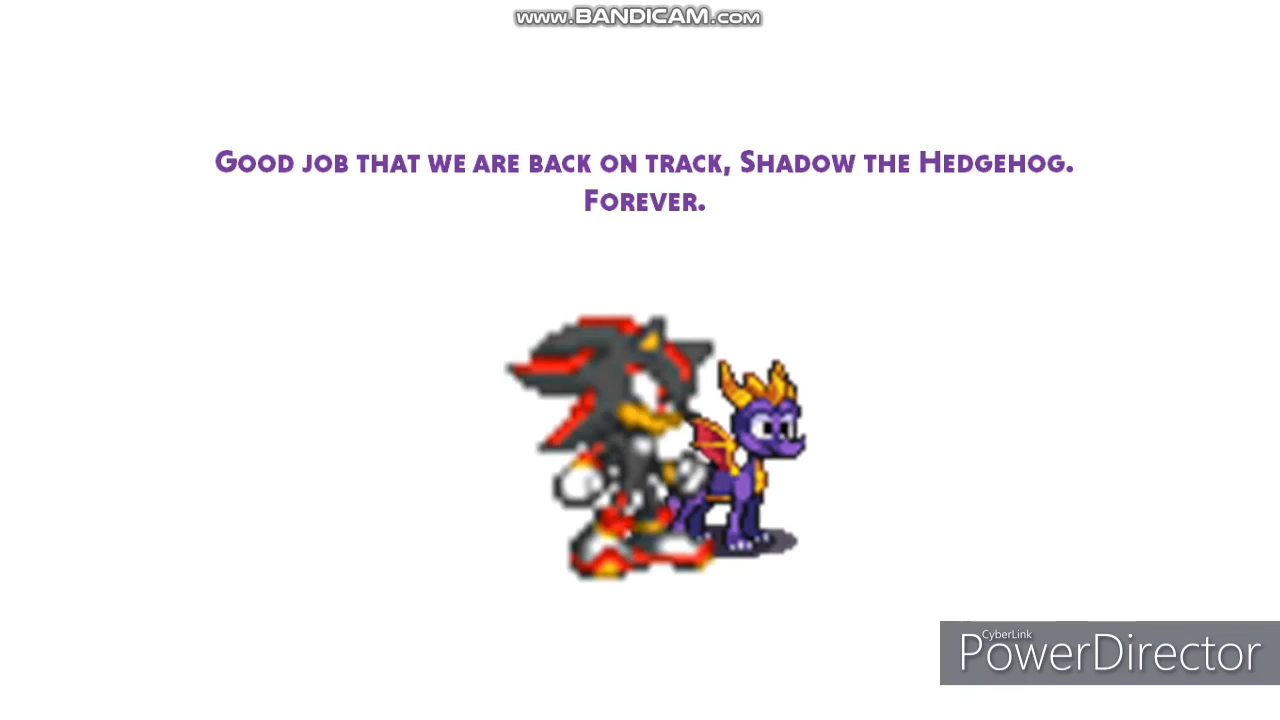 www.BANDICAM.com
Good job that we are back on track, Shadow the Hedgehog.
Forever.
CyberLink
PowerDirector